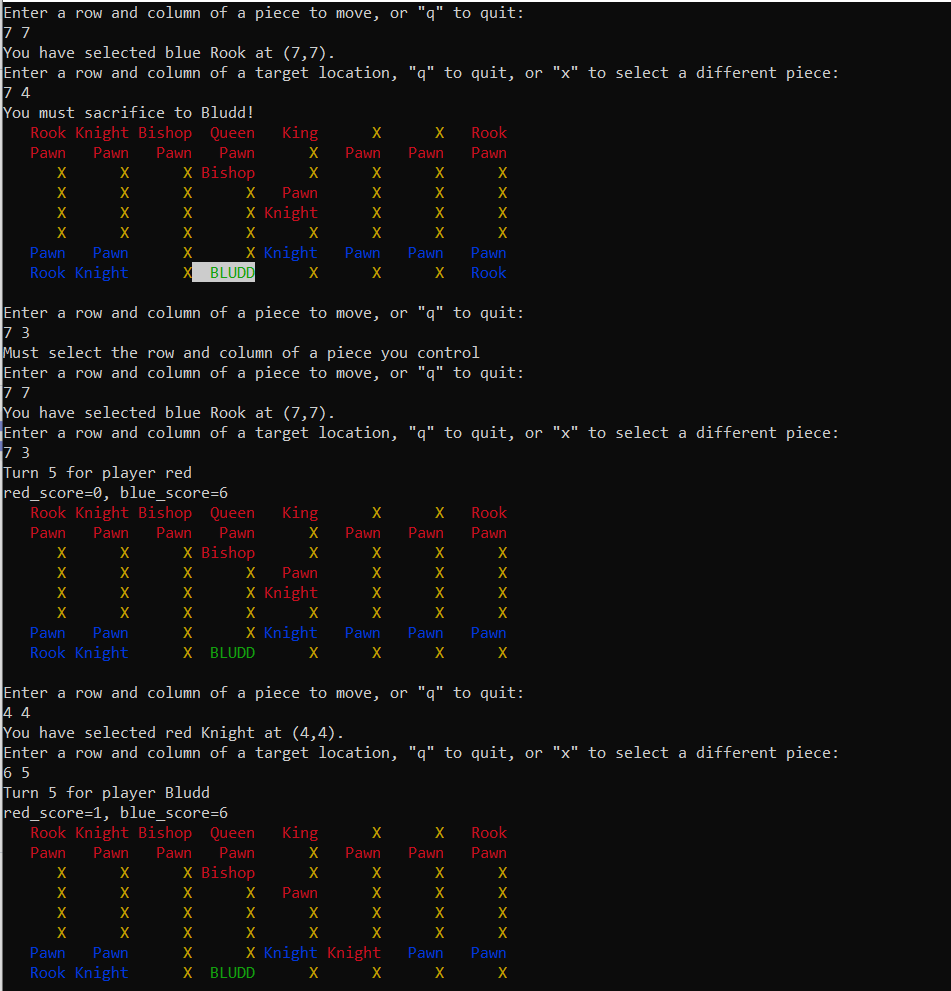 Enter a row and column of a piece to move, or "q" to quit:
7 7
You have selected blue Rook at (7,7).
Enter a row and column of a target location, "q" to quit, or "x" to select a different piece:
7 4
You must sacrifice to Bludd!
Rook Knight Bishop Queen King X X Rook
Pawn Pawn Pawn Pawn X Pawn Pawn Pawn
X X X Bishop X X X X
X X X X Pawn X X X
X X X X Knight X X X
X X X X X X X X
Pawn Pawn X X Knight Pawn Pawn Pawn
Rook Knight X BLUDD X X X Rook
Enter a row and column of a piece to move, or "q" to quit:
7 3
Must select the row and column of a piece you control
Enter a row and column of a piece to move, or "q" to quit:
7 7
You have selected blue Rook at (7,7).
Enter a row and column of a target location, "q" to quit, or "x" to select a different piece:
7 3
Turn 5 for player red
red_score=0, blue_score=6
Rook Knight Bishop Queen King X X Rook
Pawn Pawn Pawn Pawn X Pawn Pawn Pawn
X X X Bishop X X X X
X X X X Pawn X X X
X X X X Knight X X X
X X X X X X X X
Pawn Pawn X X Knight Pawn Pawn Pawn
Rook Knight X BLUDD X X X X
Enter a row and column of a piece to move, or "q" to quit:
4 4
You have selected red Knight at (4,4).
Enter a row and column of a target location, "q" to quit, or "x" to select a different piece:
6 5
Turn 5 for player Bludd
red_score=1, blue_score=6
Rook Knight Bishop Queen King X X Rook
Pawn Pawn Pawn Pawn X Pawn Pawn Pawn
X X X Bishop X X X X
X X X X Pawn X X X
X X X X X X X X
X X X X X X X X
Pawn Pawn X X Knight Knight Pawn Pawn
Rook Knight X BLUDD X X X X